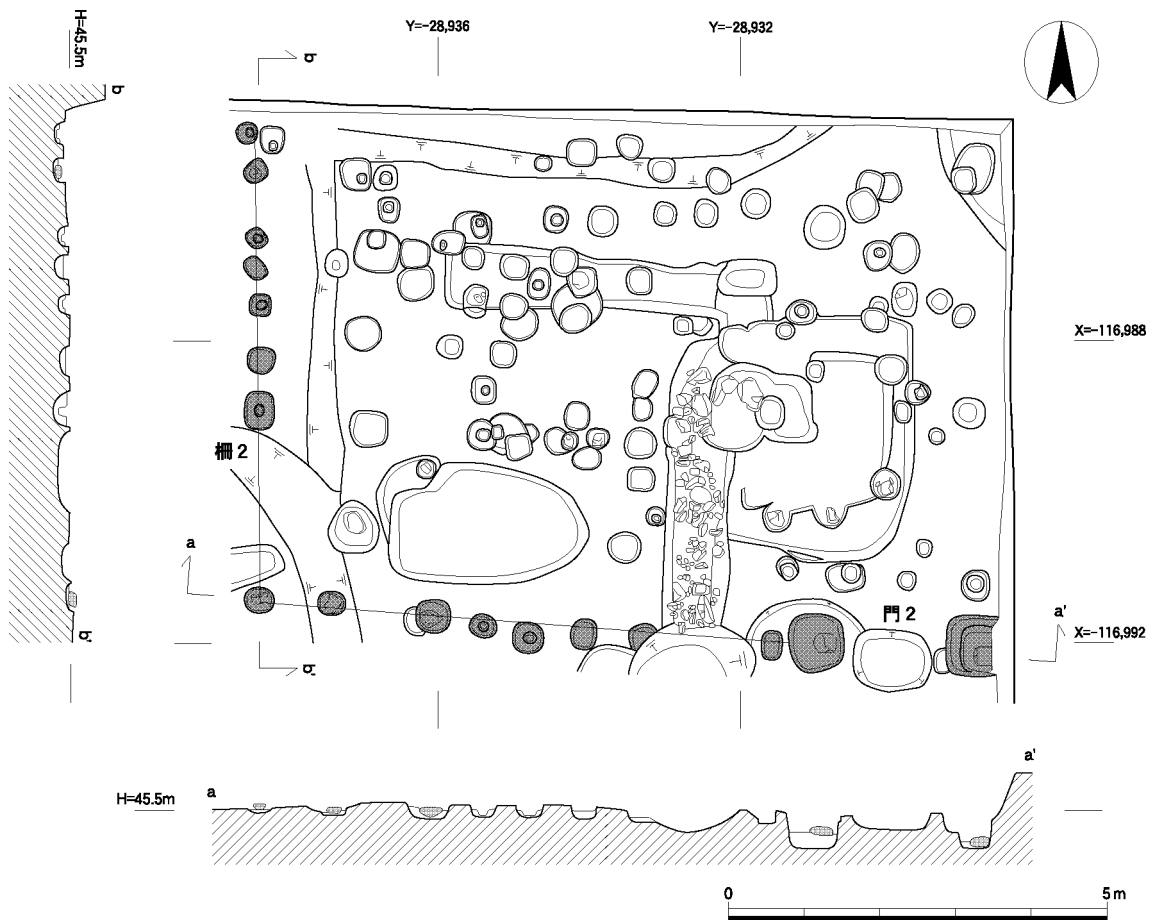 Y=-28,936
Y=-28,932
H=45.5m
b
b
X=-116,988
柵2
a
門2
a'
X=-116,992
b'
b'
a'
H=45.5m
a
0
5m